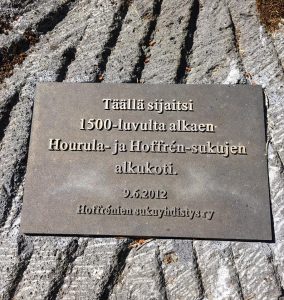 Täällä sijaitsi
1500-luvulta alkaen
Hourula- ja Hoffrén-sukujen
alkukoti.
9.6.2012
Hoffrénien sukuyhdistys ry